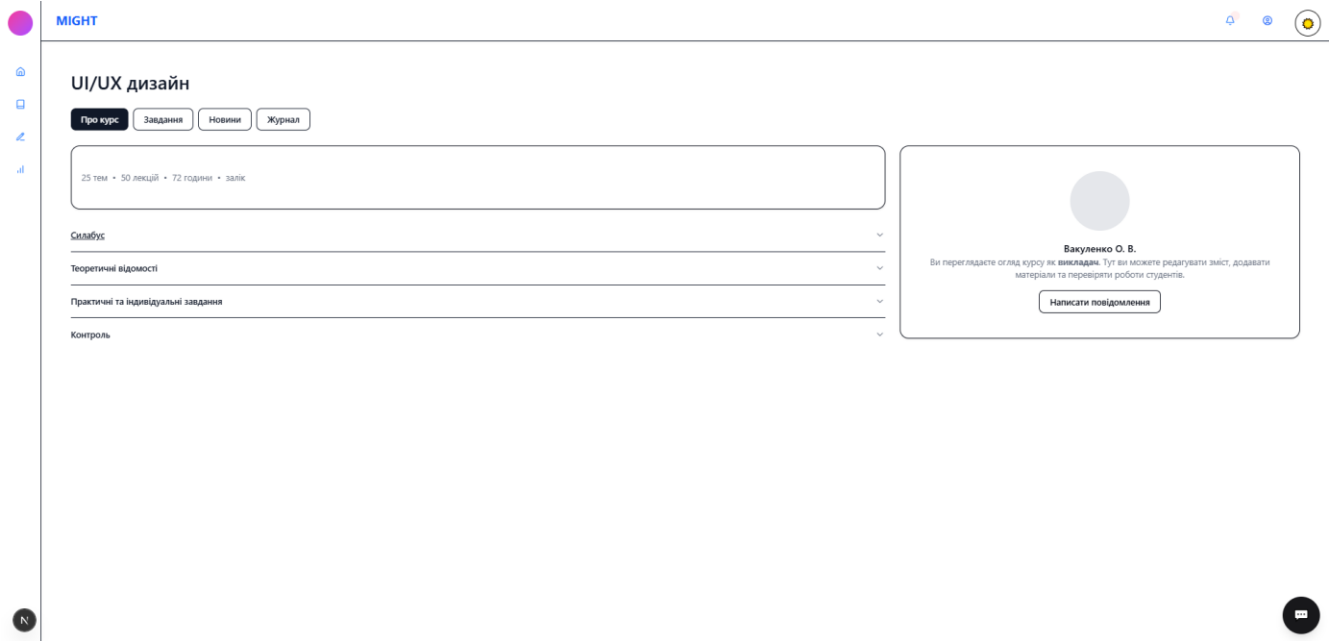 MIGHT
UI/UX дизайн
Про курс
Завдання
Новини
Журнал
25 тем • 50 лекцій • 72 години • залік
Силабус
Теоретичні відомості
Практичні та індивідуальні завдання
Контроль
Вакуленко О. В.
Ви переглядаєте огляд курсу як викладач. Тут ви можете редагувати зміст, додавати
матеріали та перевіряти роботи студентів.
Написати повідомлення
N